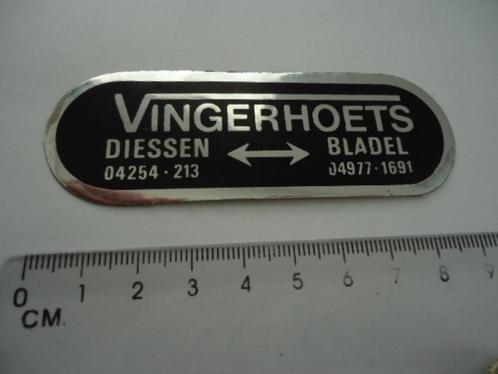 VINGERHOETS
DIESSEN ↔ BLADEL
04254 · 213 04977 · 1691
0 1 2 3 4 5 6 7 8 9
CM.